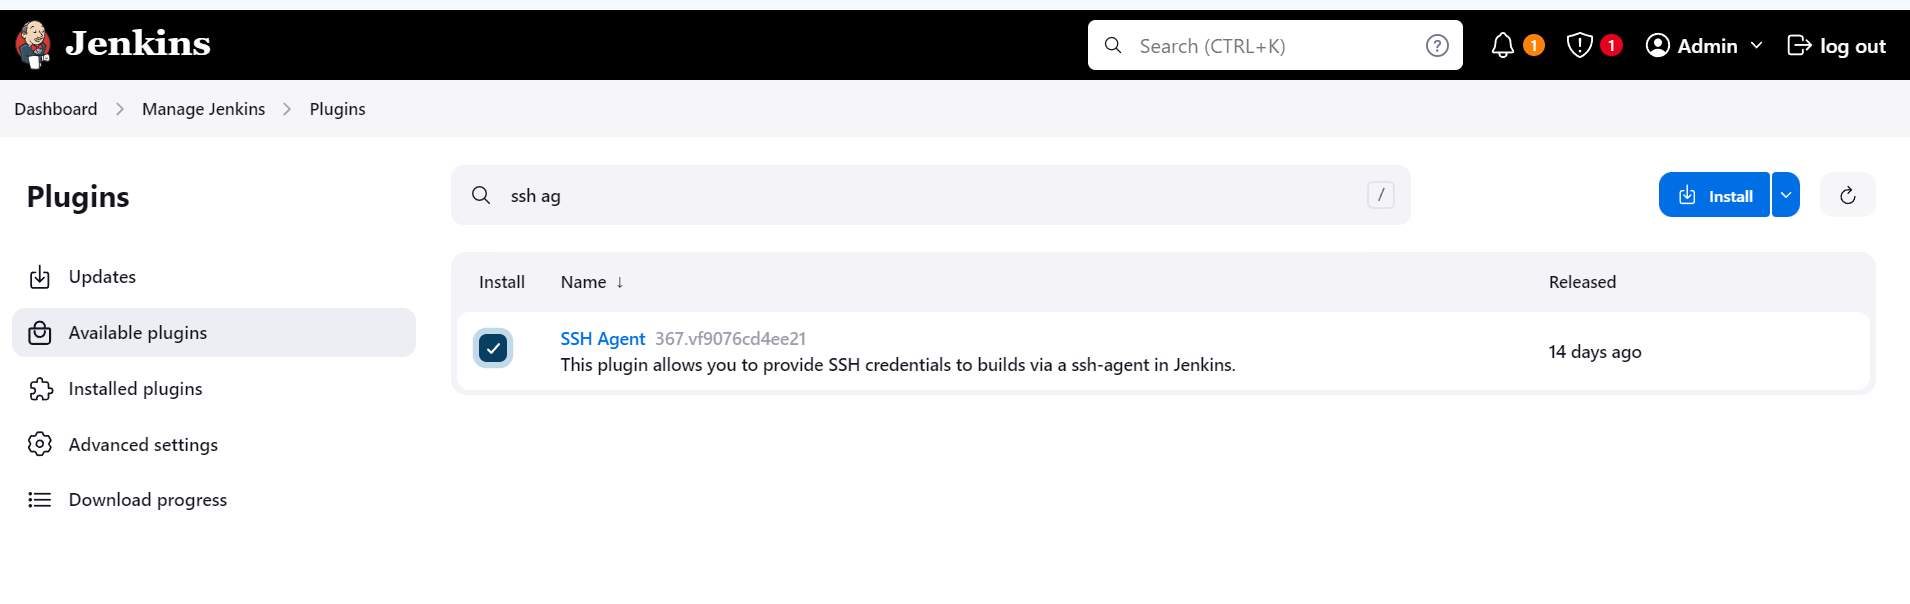 Jenkins
Search (CTRL+K)
?
1
1
Admin
log out
Dashboard
Manage Jenkins
Plugins
Plugins
ssh ag
/
Install
Updates
Available plugins
Installed plugins
Advanced settings
Download progress
Install Name ↓ Released
SSH Agent 367.vf9076cd4ee21
This plugin allows you to provide SSH credentials to builds via a ssh-agent in Jenkins.
14 days ago